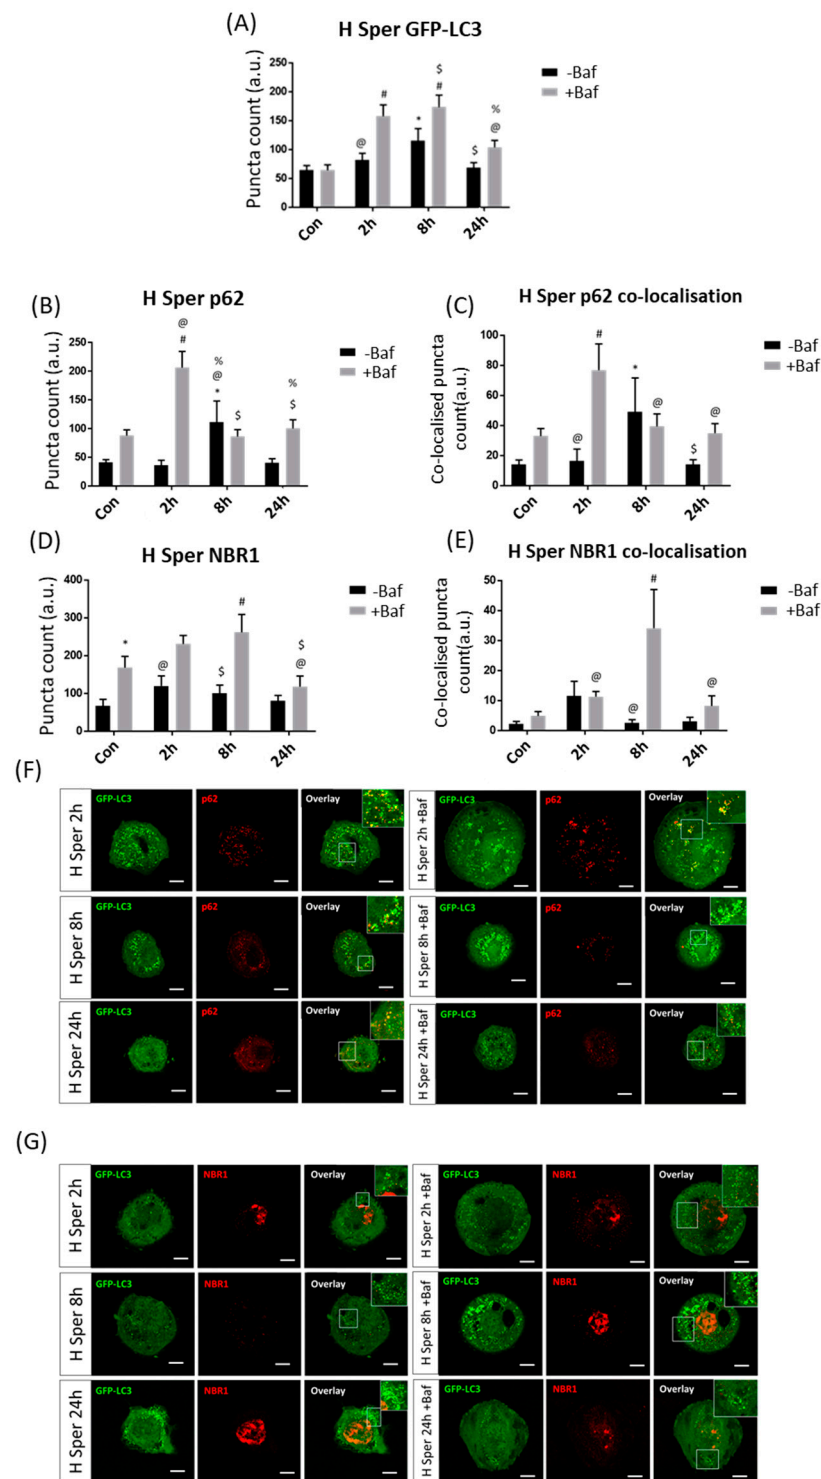 (A)
H Sper GFP-LC3
Puncta count (a.u.)
250
200
150
100
50
0
@
#
*
$
#
$
%
@
-Baf
+Baf
Con
2h
8h
24h
(B)
H Sper p62
Puncta count (a.u.)
250
200
150
100
50
0
@
#
%
@
*
$
%
$
-Baf
+Baf
Con
2h
8h
24h
(C)
H Sper p62 co-localisation
Co-localised puncta
count(a.u.)
100
80
60
40
20
0
@
#
*
@
$
@
-Baf
+Baf
Con
2h
8h
24h
(D)
H Sper NBR1
Puncta count (a.u.)
400
300
200
100
0
*
@
$
#
$
@
-Baf
+Baf
Con
2h
8h
24h
(E)
H Sper NBR1 co-localisation
Co-localised puncta
count(a.u.)
50
40
30
20
10
0
@
@
#
@
-Baf
+Baf
Con
2h
8h
24h
(F)
H Sper 2h
GFP-LC3
p62
Overlay
H Sper 2h +Baf
GFP-LC3
p62
Overlay
H Sper 8h
GFP-LC3
p62
Overlay
H Sper 8h +Baf
GFP-LC3
p62
Overlay
H Sper 24h
GFP-LC3
p62
Overlay
H Sper 24h +Baf
GFP-LC3
p62
Overlay
(G)
H Sper 2h
GFP-LC3
NBR1
Overlay
H Sper 2h +Baf
GFP-LC3
NBR1
Overlay
H Sper 8h
GFP-LC3
NBR1
Overlay
H Sper 8h +Baf
GFP-LC3
NBR1
Overlay
H Sper 24h
GFP-LC3
NBR1
Overlay
H Sper 24h +Baf
GFP-LC3
NBR1
Overlay